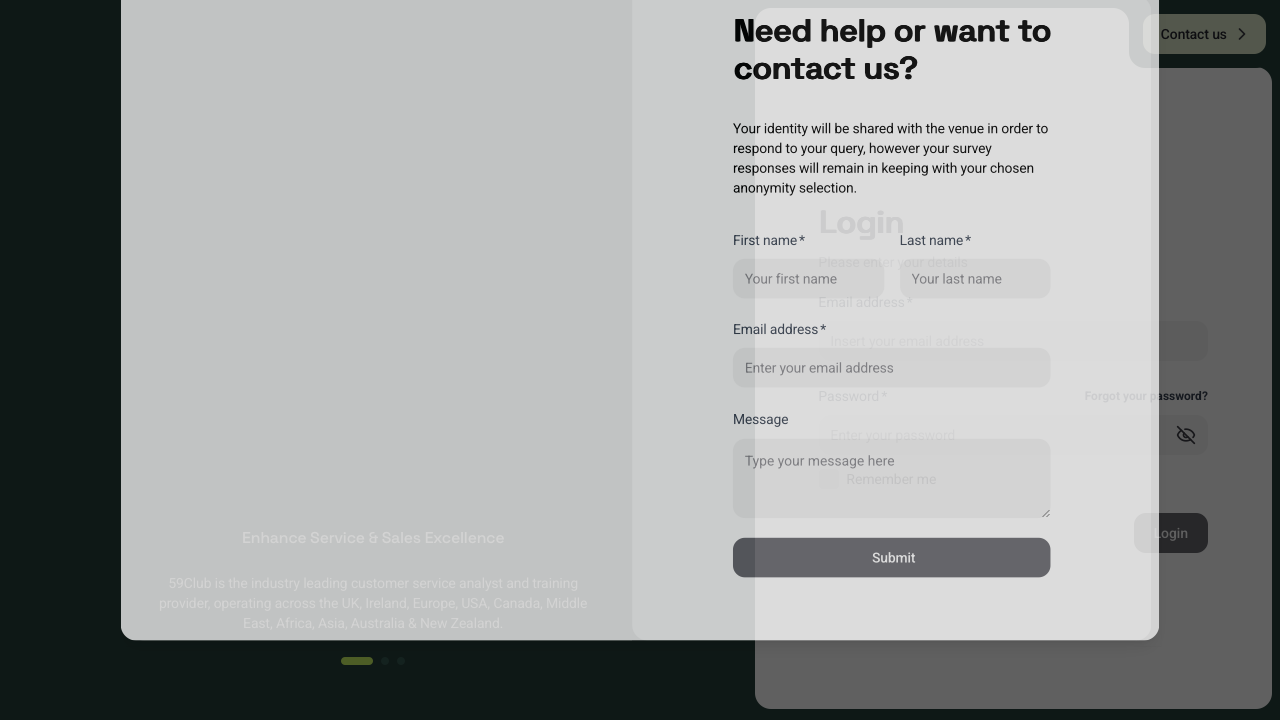 Contact us
Need help or want to
contact us?
Your identity will be shared with the venue in order to
respond to your query, however your survey
responses will remain in keeping with your chosen
anonymity selection.
Login
Please enter your details
First name* Last name*
Your first name Your last name
Email address*
Email address*
Insert your email address
Enter your email address
Password* Forgot your password?
Message
Enter your password
Type your message here
Remember me
Login
Submit
Enhance Service & Sales Excellence
59Club is the industry leading customer service analyst and training
provider, operating across the UK, Ireland, Europe, USA, Canada, Middle
East, Africa, Asia, Australia & New Zealand.